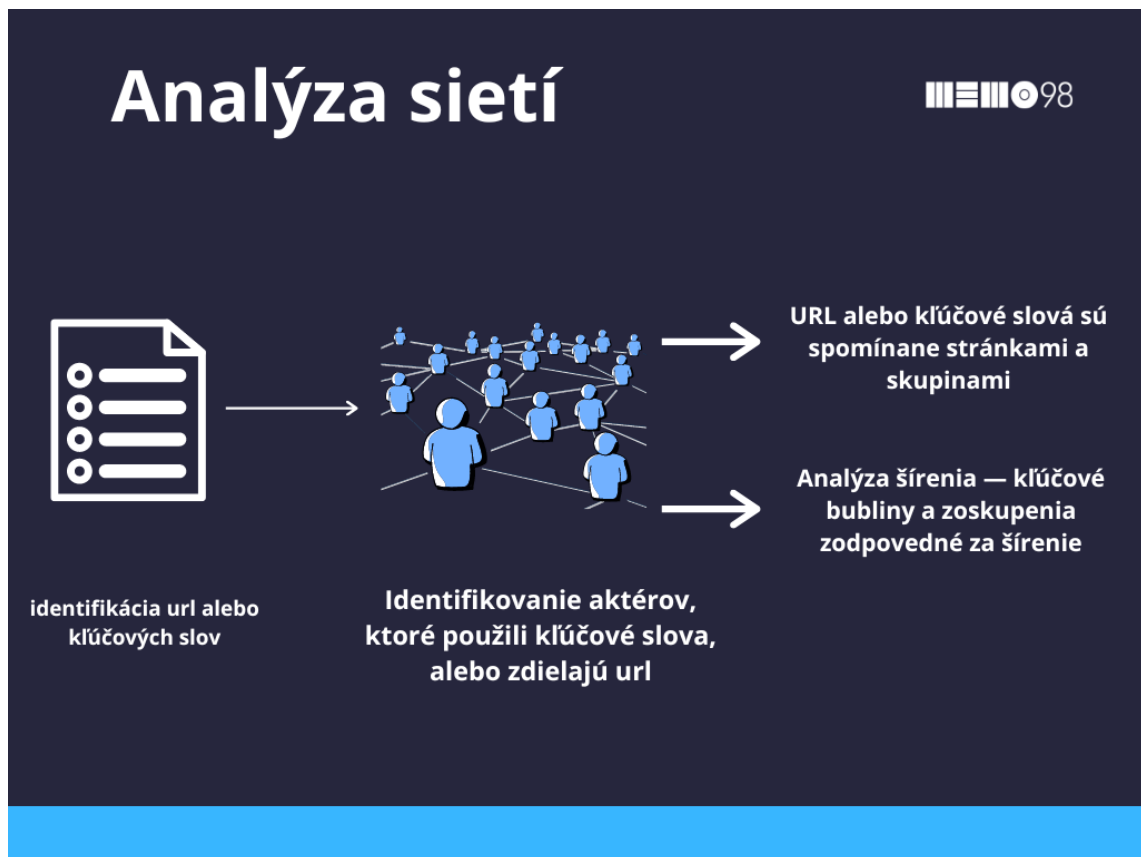 Analýza sietí
MEMO98
URL alebo kľúčové slová sú
spomínane stránkami a
skupinami
Analýza šírenia — kľúčové
bubliny a zoskupenia
zodpovedné za šírenie
identifikácia url alebo
kľúčových slov
Identifikovanie aktérov,
ktoré použili kľúčové slova,
alebo zdielajú url